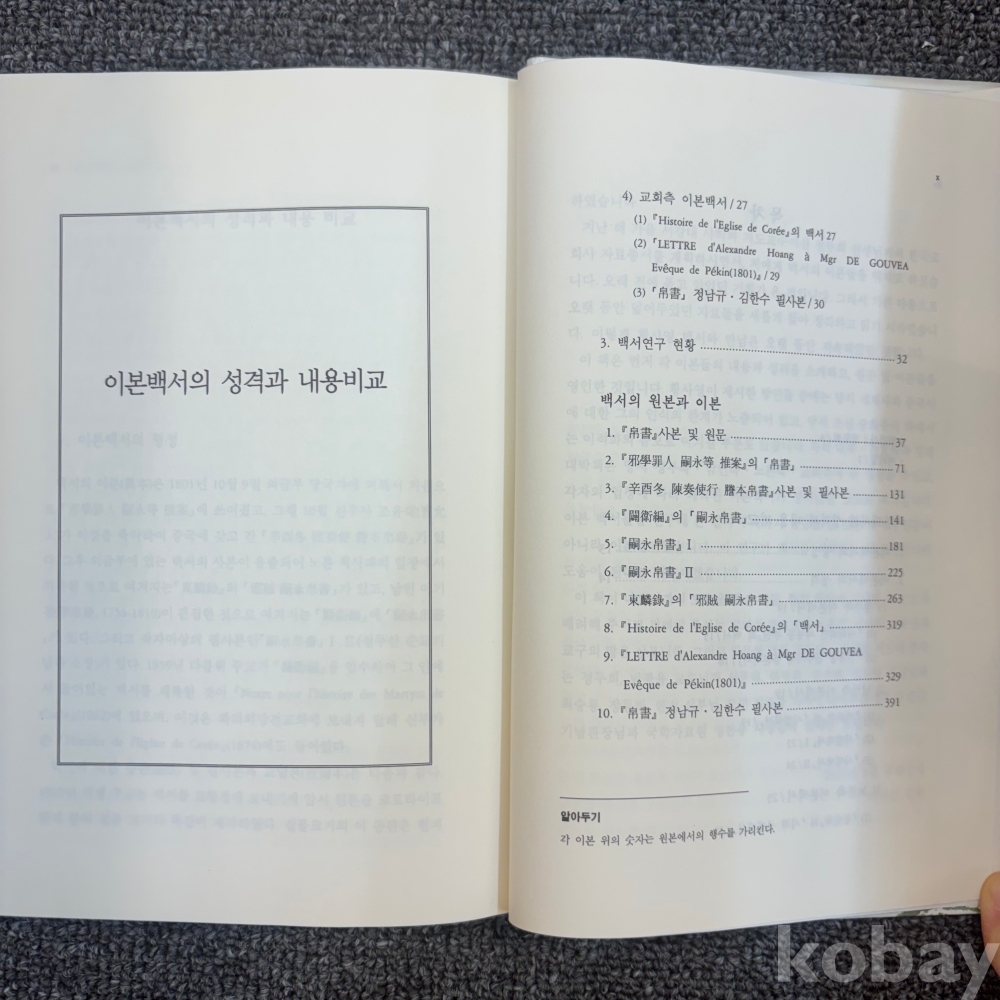 이본백서의 성격과 내용비교
x
4) 교회측 이본백서/27
(1) 『Histoire de l'Eglise de Corée』의 백서 27
(2) 『LETTRE d'Alexandre Hoang à Mgr DE GOUVEA
Evêque de Pékin(1801)』/29
(3) 『帛書』 정남규·김한수 필사본/30
3. 백서연구 현황 32
백서의 원본과 이본
1. 『帛書』사본 및 원문 37
2. 『邪學罪人 嗣永等 推案』의 「帛書」 71
3. 『辛酉冬 陳奏使行 謄本帛書』사본 및 필사본 131
4. 『闢衛編』의 「嗣永帛書」 141
5. 『嗣永帛書』Ⅰ 181
6. 『嗣永帛書』Ⅱ 225
7. 『東麟錄』의 「邪賊 嗣永帛書」 263
8. 『Histoire de l'Eglise de Corée』의 「백서」 319
9. 『LETTRE d'Alexandre Hoang à Mgr DE GOUVEA
Evêque de Pékin(1801)』 329
10. 『帛書』 정남규·김한수 필사본 391
알아두기
각 이본 위의 숫자는 원본에서의 행수를 가리킨다.
kobay